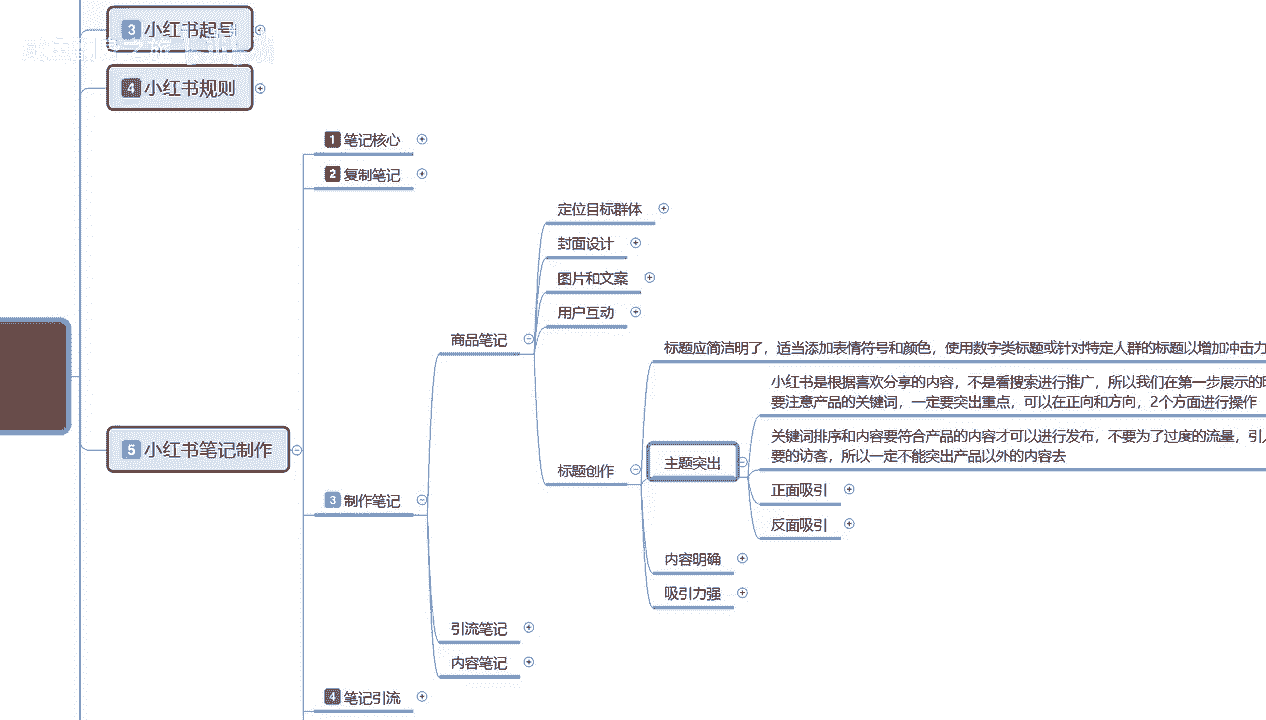 3 小红书起号
4 小红书规则
1 笔记核心
2 复制笔记
定位目标群体
封面设计
图片和文案
用户互动
商品笔记
标题应简洁明了，适当添加表情符号和颜色，使用数字类标题或针对特定人群的标题以增加冲击力
小红书是根据喜欢分享的内容，不是看搜索进行推广，所以我们在第一步展示的
要注意产品的关键词，一定要突出重点，可以在正向和方向，2个方面进行操作
关键词排序和内容要符合产品的内容才可以进行发布，不要为了过度的流量，引
要的访客，所以一定不能突出产品以外的内容去
5 小红书笔记制作
主题突出
标题创作
正面吸引
3 制作笔记
反面吸引
内容明确
吸引力强
引流笔记
内容笔记
4 笔记引流